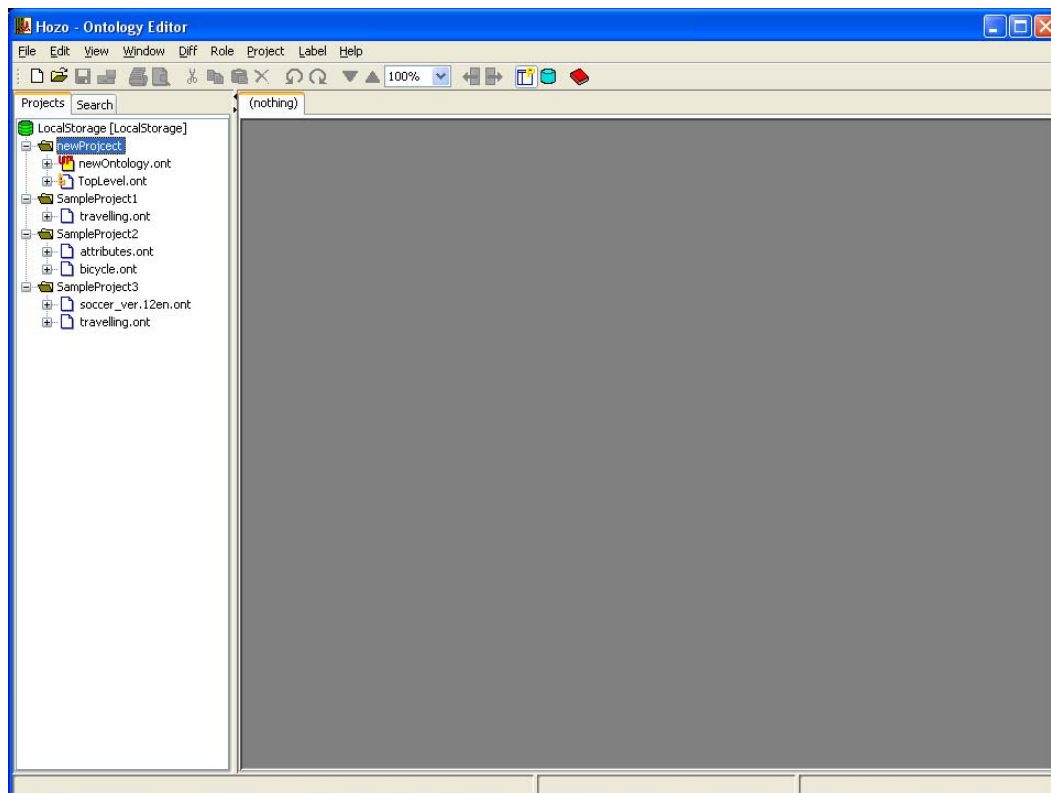 Hozo - Ontology Editor
File Edit View Window Diff Role Project Label Help
100%
Projects Search (nothing)
LocalStorage [LocalStorage]
newProjcect
newOntology.ont
TopLevel.ont
SampleProject1
travelling.ont
SampleProject2
attributes.ont
bicycle.ont
SampleProject3
soccer_ver.12en.ont
travelling.ont